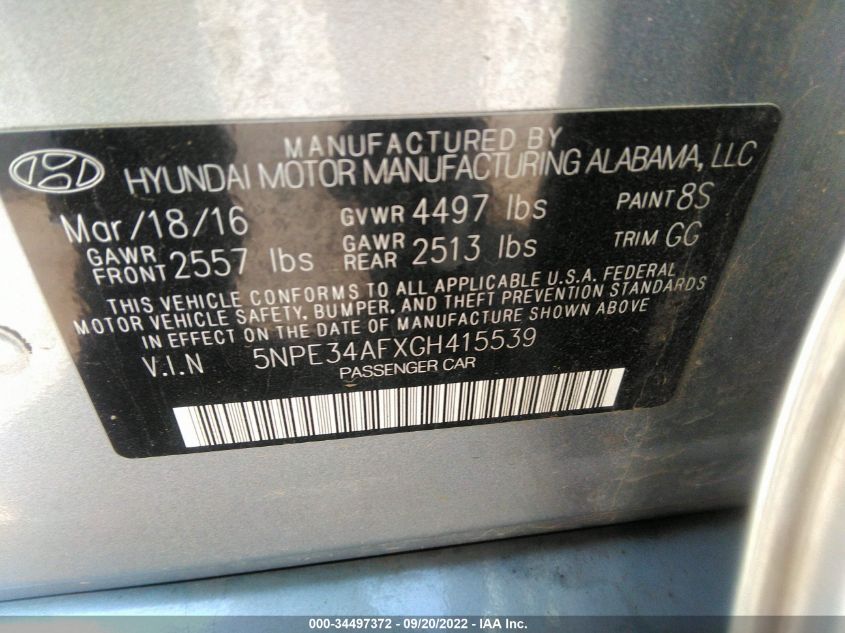 MANUFACTURED BY
HYUNDAI MOTOR MANUFACTURING ALABAMA, LLC
Mar/18/16 GVWR 4497 lbs PAINT 8S
GAWR FRONT 2557 lbs GAWR REAR 2513 lbs TRIM GG
THIS VEHICLE CONFORMS TO ALL APPLICABLE U.S.A. FEDERAL
MOTOR VEHICLE SAFETY, BUMPER, AND THEFT PREVENTION STANDARDS
IN EFFECT ON THE DATE OF MANUFACTURE SHOWN ABOVE
V.I.N 5NPE34AFXGH415539
PASSENGER CAR
000-34497372 - 09/20/2022 - IAA Inc.